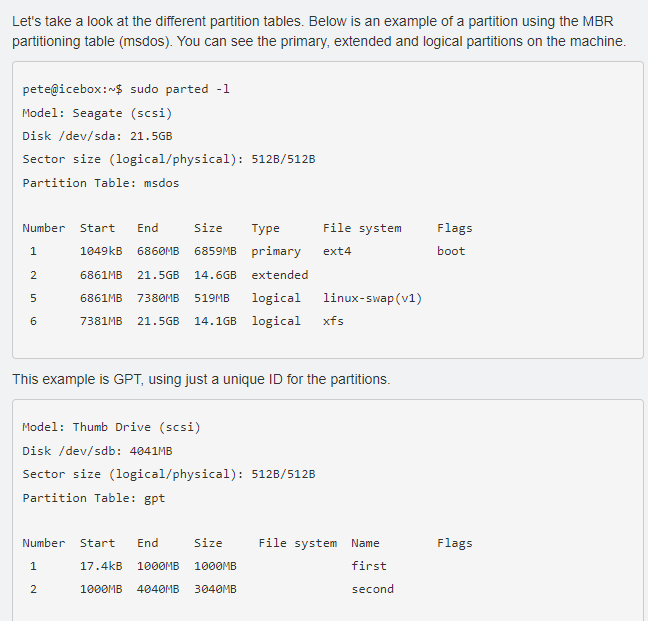 Let's take a look at the different partition tables. Below is an example of a partition using the MBR
partitioning table (msdos). You can see the primary, extended and logical partitions on the machine.
pete@icebox:~$ sudo parted -l
Model: Seagate (scsi)
Disk /dev/sda: 21.5GB
Sector size (logical/physical): 512B/512B
Partition Table: msdos
Number  Start   End     Size    Type      File system     Flags
1      1049kB  6860MB  6859MB  primary   ext4            boot
2      6861MB  21.5GB  14.6GB  extended
5      6861MB  7380MB  519MB   logical   linux-swap(v1)
6      7381MB  21.5GB  14.1GB  logical   xfs
This example is GPT, using just a unique ID for the partitions.
Model: Thumb Drive (scsi)
Disk /dev/sdb: 4041MB
Sector size (logical/physical): 512B/512B
Partition Table: gpt
Number  Start   End     Size     File system  Name        Flags
1      17.4kB  1000MB  1000MB                first
2      1000MB  4040MB  3040MB                second